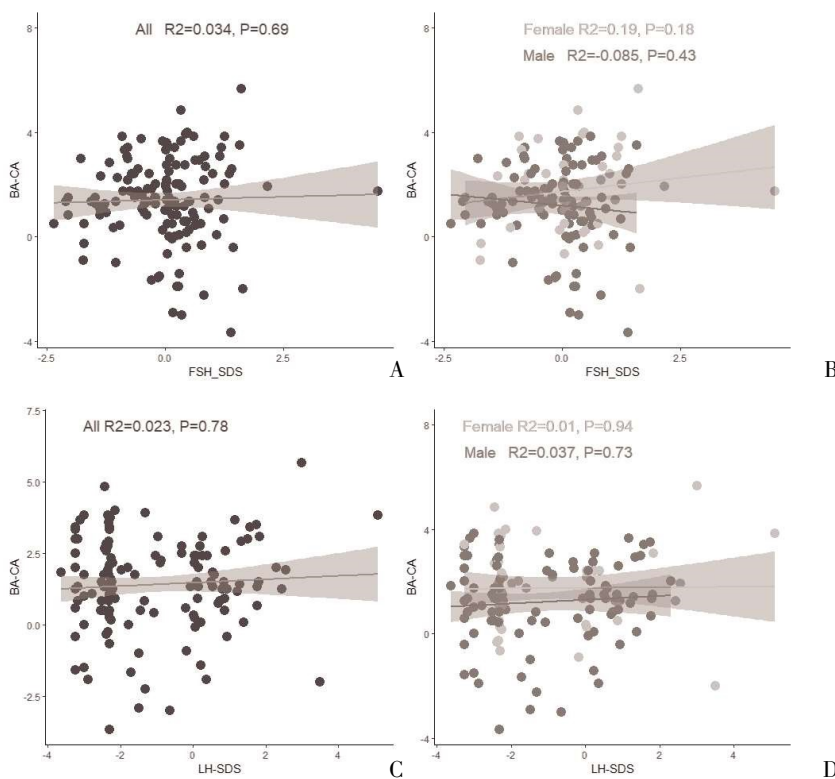 All R2=0.034, P=0.69
8
4
0
-4
BA-CA
-2.5
0.0
2.5
FSH_SDS
A
Female R2=0.19, P=0.18
Male R2=-0.085, P=0.43
8
4
0
-4
BA-CA
-2.5
0.0
2.5
FSH_SDS
B
All R2=0.023, P=0.78
7.5
5.0
2.5
0.0
-2.5
BA-CA
-4
-2
0
2
4
LH-SDS
C
Female R2=0.01, P=0.94
Male R2=0.037, P=0.73
8
4
0
-4
BA-CA
-4
-2
0
2
4
LH-SDS
D